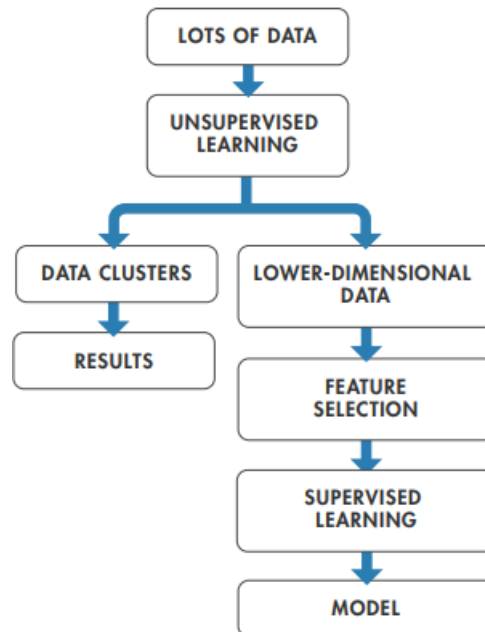 LOTS OF DATA
UNSUPERVISED
LEARNING
DATA CLUSTERS
LOWER-DIMENSIONAL
DATA
RESULTS
FEATURE
SELECTION
SUPERVISED
LEARNING
MODEL